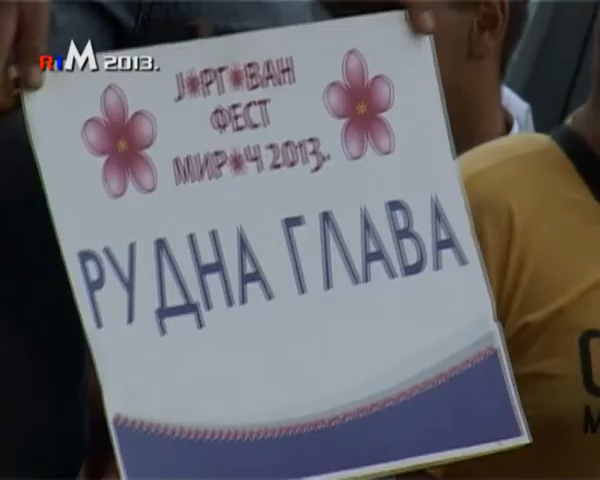 RTM 2013.
ЈОРГОВАН
ФЕСТ
МИРОЧ 2013.
РУДНА ГЛАВА